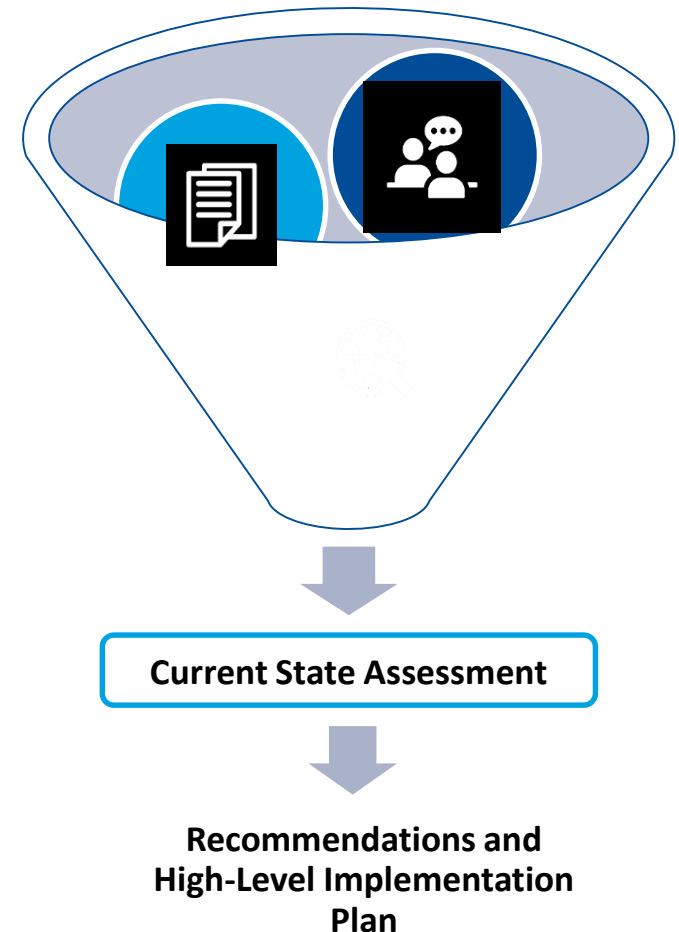 Current State Assessment
Recommendations and
High-Level Implementation
Plan